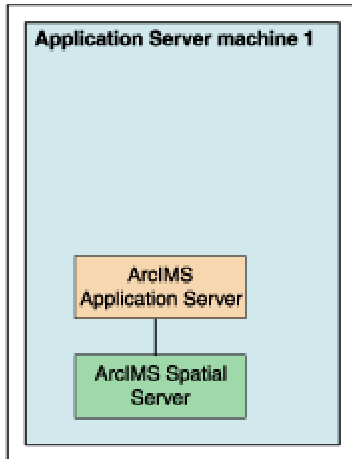 Application Server machine 1
ArcIMS
Application Server
ArcIMS Spatial
Server